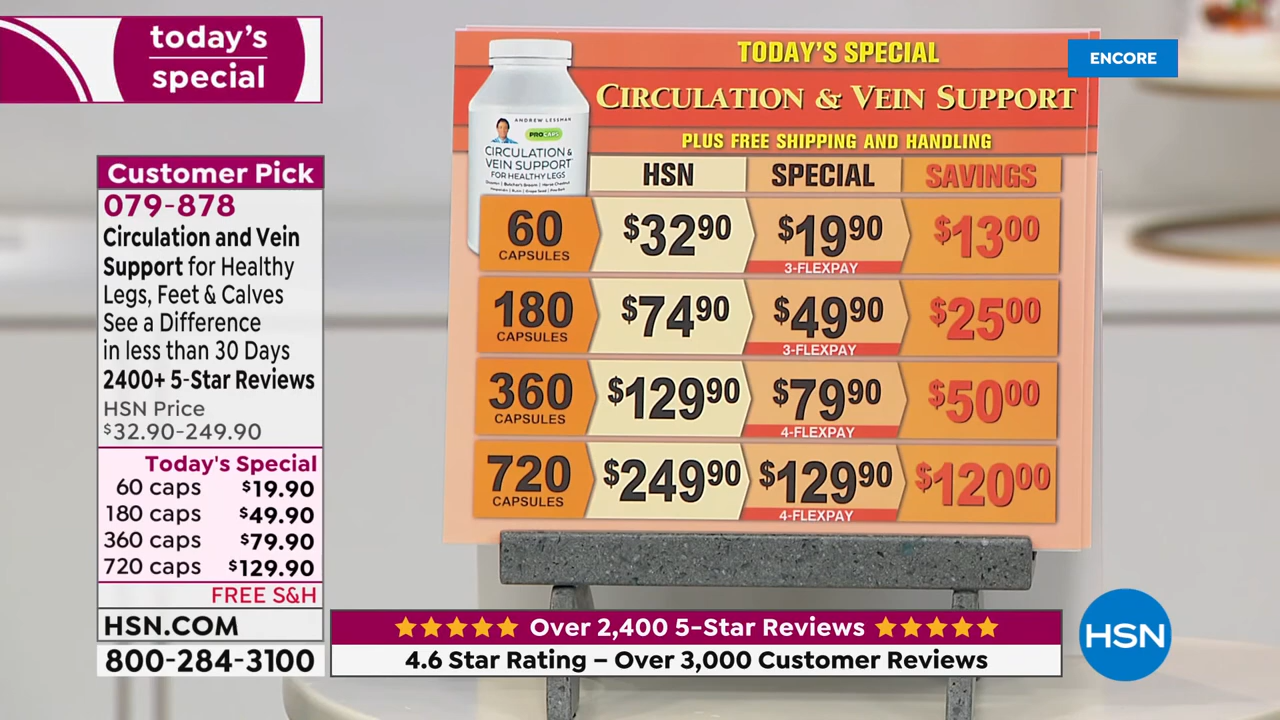 today's
special
ENCORE
Customer Pick
079-878
Circulation and Vein
Support for Healthy
Legs, Feet & Calves
See a Difference
in less than 30 Days
2400+ 5-Star Reviews
HSN Price
$32.90-249.90
Today's Special
60 caps $19.90
180 caps $49.90
360 caps $79.90
720 caps $129.90
FREE S&H
HSN.COM
800-284-3100
TODAY'S SPECIAL
CIRCULATION & VEIN SUPPORT
PLUS FREE SHIPPING AND HANDLING
ANDREW LESSMAN
PROCAPS
CIRCULATION &
VEIN SUPPORT
FOR HEALTHY LEGS
HSN SPECIAL SAVINGS
60 CAPSULES $32.90 $19.90 $13.00
3-FLEXPAY
180 CAPSULES $74.90 $49.90 $25.00
3-FLEXPAY
360 CAPSULES $129.90 $79.90 $50.00
4-FLEXPAY
720 CAPSULES $249.90 $129.90 $120.00
4-FLEXPAY
Over 2,400 5-Star Reviews
4.6 Star Rating – Over 3,000 Customer Reviews
HSN